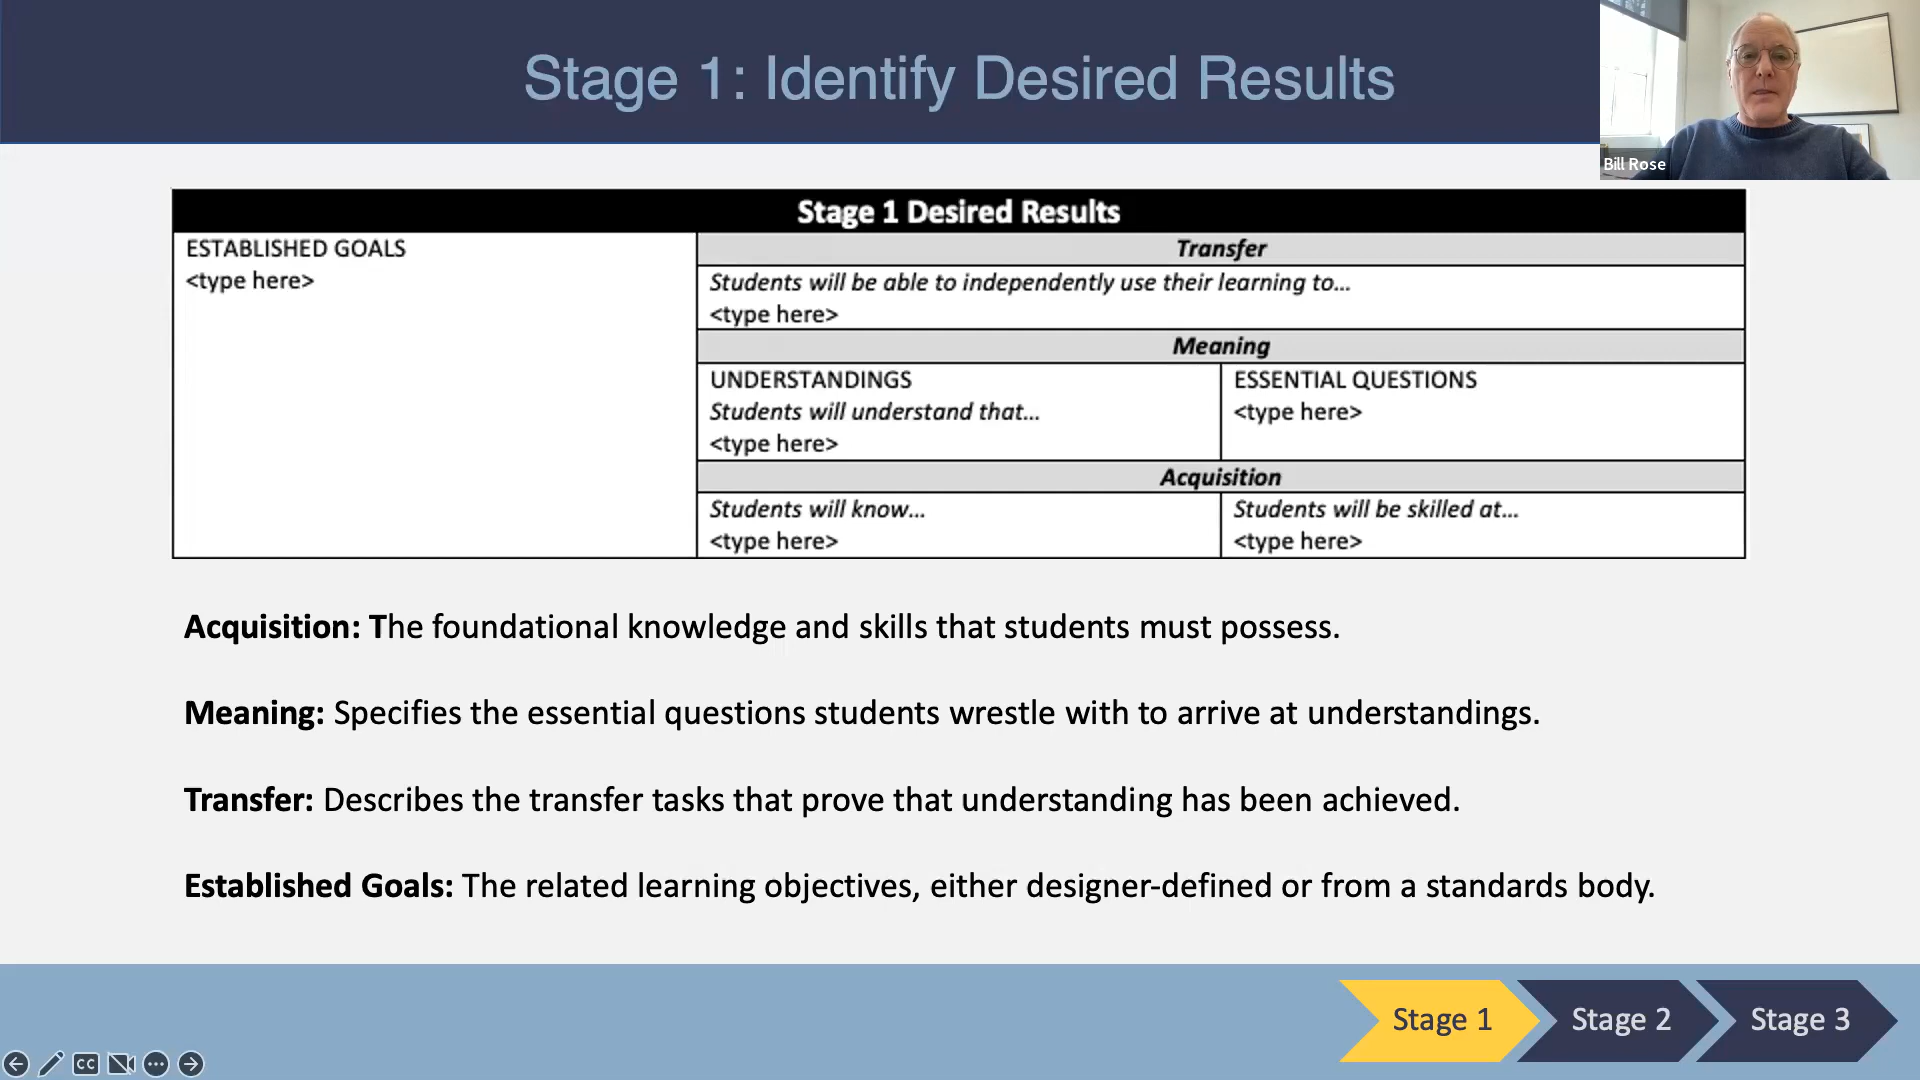 Stage 1: Identify Desired Results
Bill Rose
Stage 1 Desired Results
ESTABLISHED GOALS
<type here>
Transfer
Students will be able to independently use their learning to...
<type here>
Meaning
UNDERSTANDINGS
Students will understand that...
<type here>
ESSENTIAL QUESTIONS
<type here>
Acquisition
Students will know...
<type here>
Students will be skilled at...
<type here>
Acquisition: The foundational knowledge and skills that students must possess.
Meaning: Specifies the essential questions students wrestle with to arrive at understandings.
Transfer: Describes the transfer tasks that prove that understanding has been achieved.
Established Goals: The related learning objectives, either designer-defined or from a standards body.
Stage 1
Stage 2
Stage 3
CC